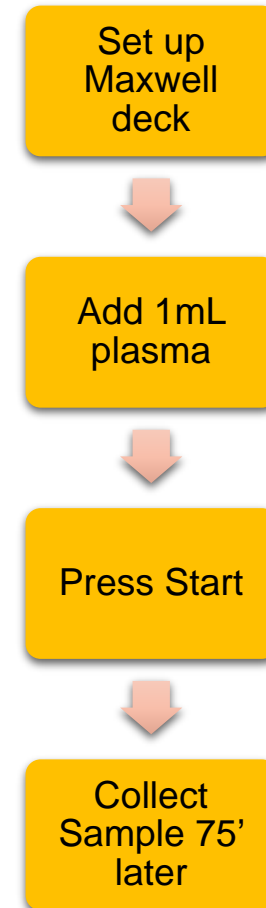 Set up
Maxwell
deck
Add 1mL
plasma
Press Start
Collect
Sample 75’
later